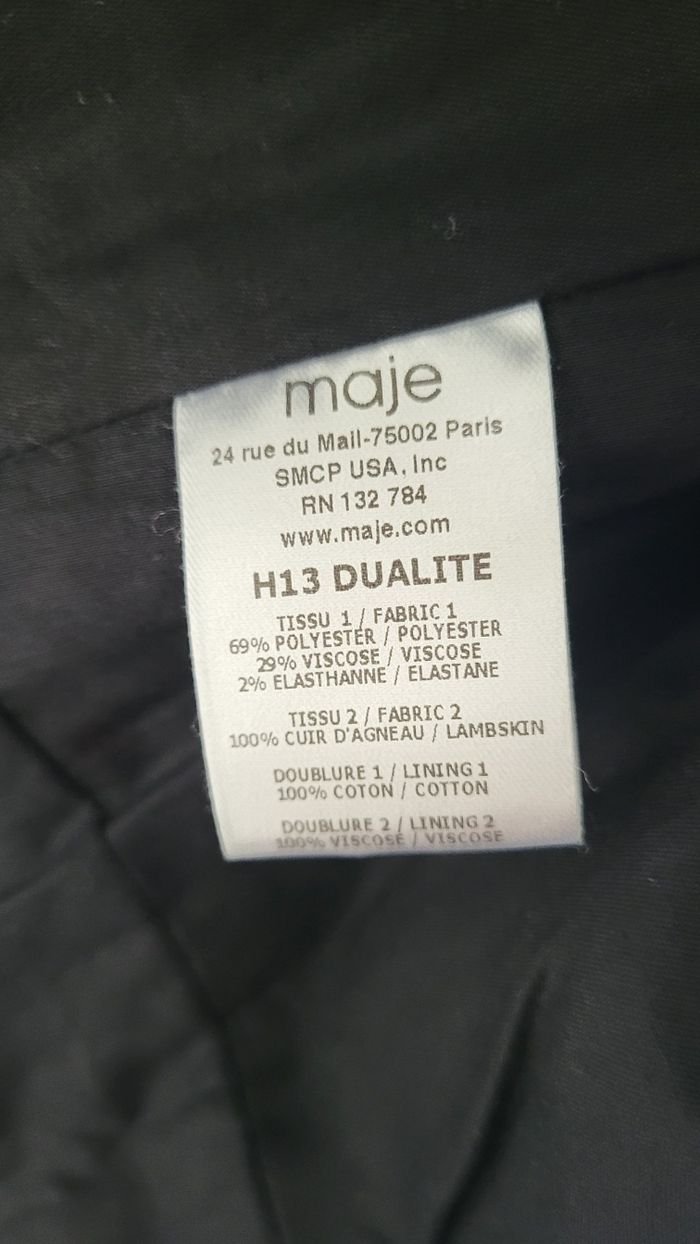 maje
24 rue du Mail-75002 Paris
SMCP USA, Inc
RN 132 784
www.maje.com
H13 DUALITE
TISSU 1 / FABRIC 1
69% POLYESTER / POLYESTER
29% VISCOSE / VISCOSE
2% ELASTHANNE / ELASTANE
TISSU 2 / FABRIC 2
100% CUIR D'AGNEAU / LAMBSKIN
DOUBLURE 1 / LINING 1
100% COTON / COTTON
DOUBLURE 2 / LINING 2
100% VISCOSE / VISCOSE